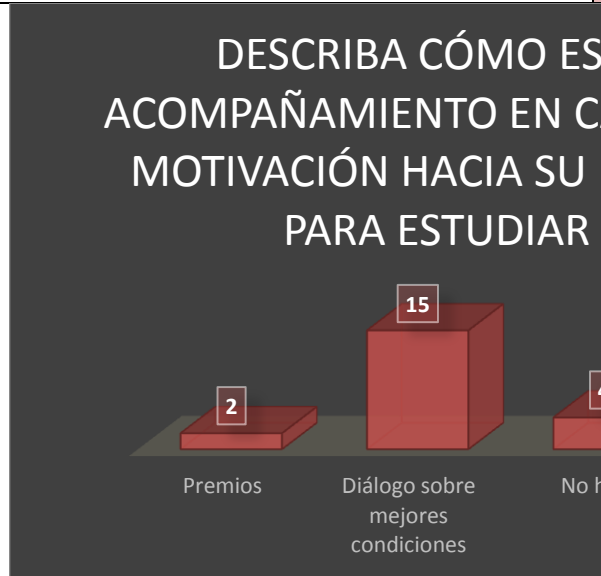 DESCRIBA CÓMO ES
ACOMPAÑAMIENTO EN
MOTIVACIÓN HACIA SU
PARA ESTUDIAR
15
2
Premios
Diálogo sobre
mejores
condiciones
No